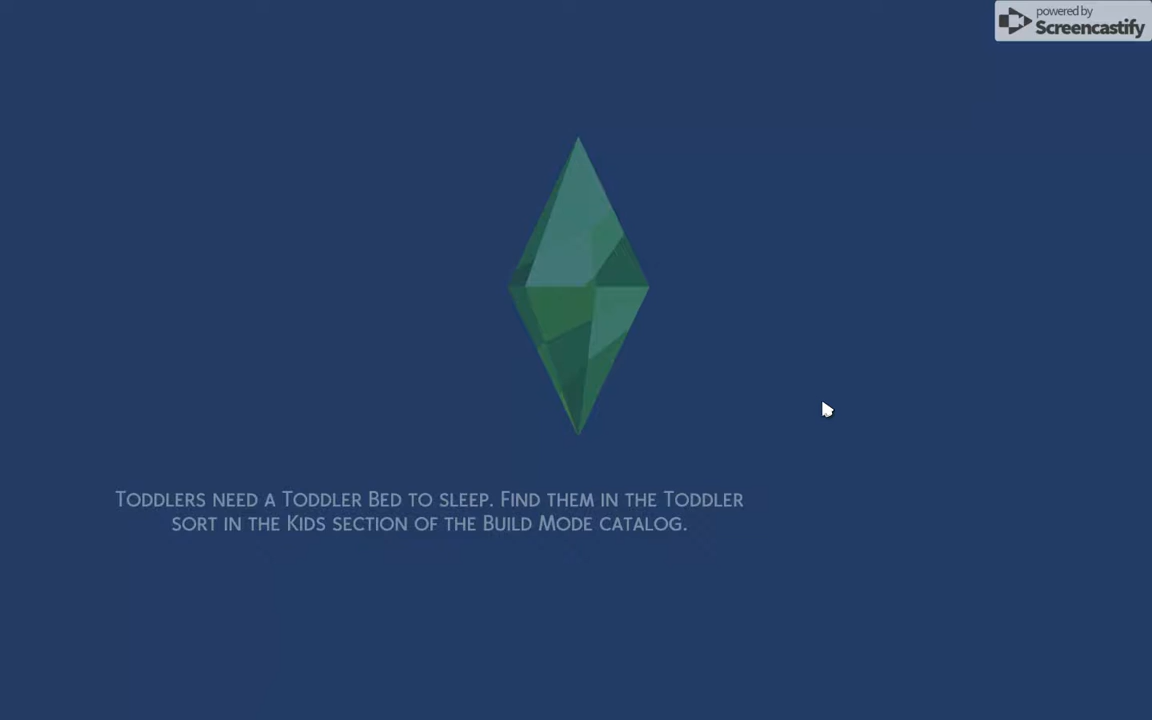 powered by
Screencastify
TODDLERS NEED A TODDLER BED TO SLEEP. FIND THEM IN THE TODDLER
SORT IN THE KIDS SECTION OF THE BUILD MODE CATALOG.